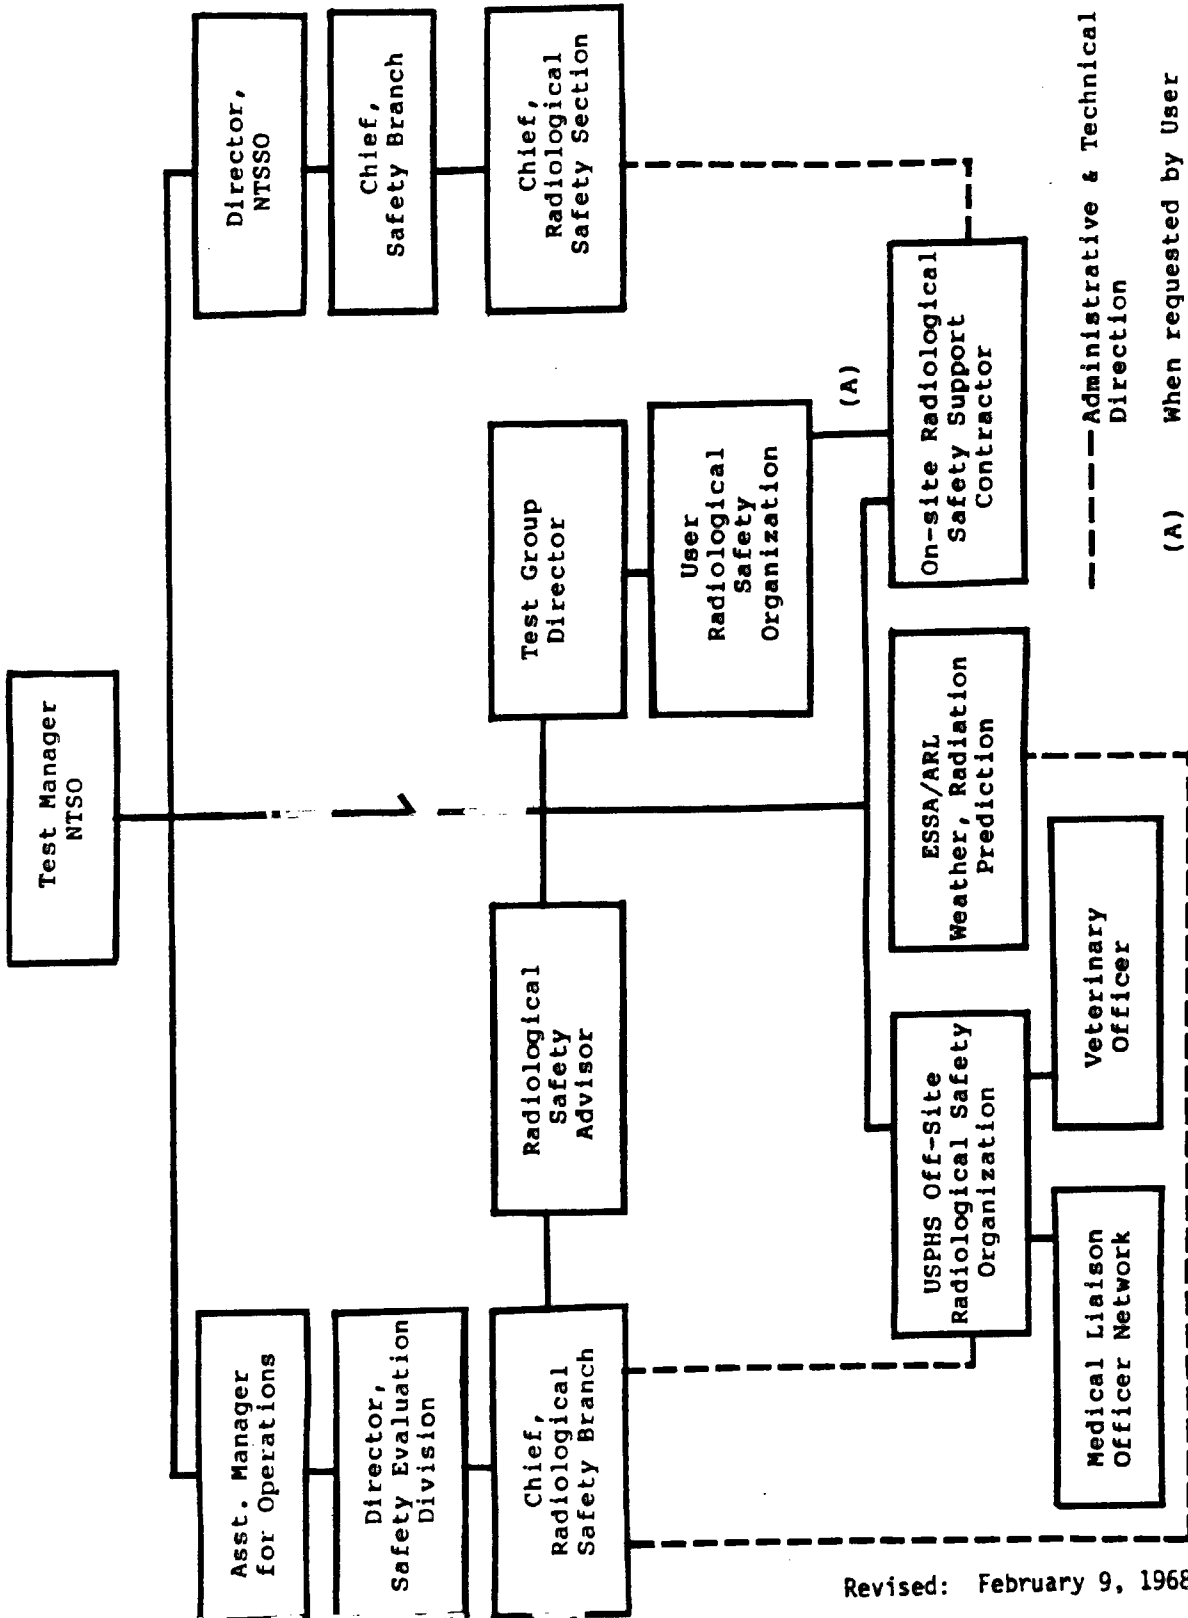 Test Manager
NTSO
Asst. Manager
for Operations
Director,
NTSSO
Director,
Safety Evaluation
Division
Chief,
Safety Branch
Chief,
Radiological
Safety Branch
Radiological
Safety
Advisor
Test Group
Director
Chief,
Radiological
Safety Section
User
Radiological
Safety
Organization
(A)
USPHS Off-Site
Radiological Safety
Organization
ESSA/ARL
Weather, Radiation
Prediction
On-site Radiological
Safety Support
Contractor
Medical Liaison
Officer Network
Veterinary
Officer
Administrative & Technical
Direction
(A) When requested by User
Revised: February 9, 1968